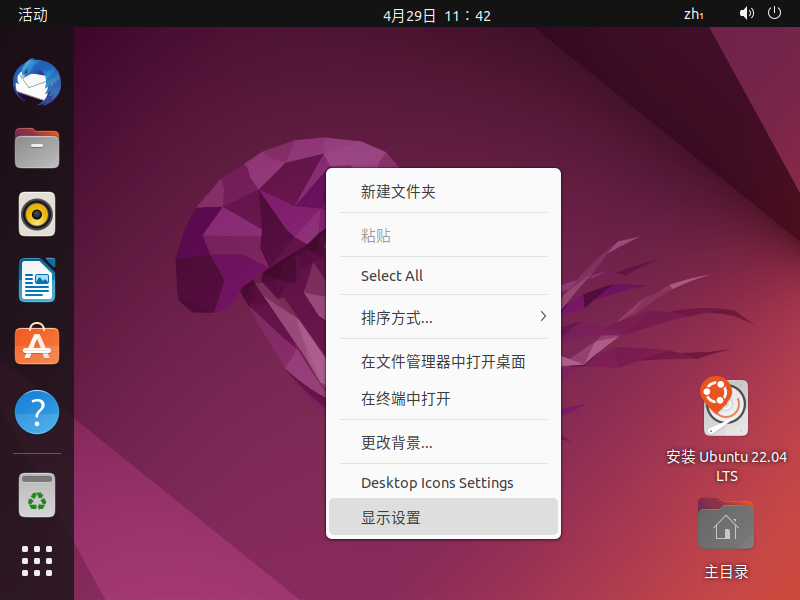 活动
4月29日 11：42
zh₁
新建文件夹
粘贴
Select All
排序方式...
在文件管理器中打开桌面
在终端中打开
更改背景...
Desktop Icons Settings
显示设置
安装 Ubuntu 22.04
LTS
主目录